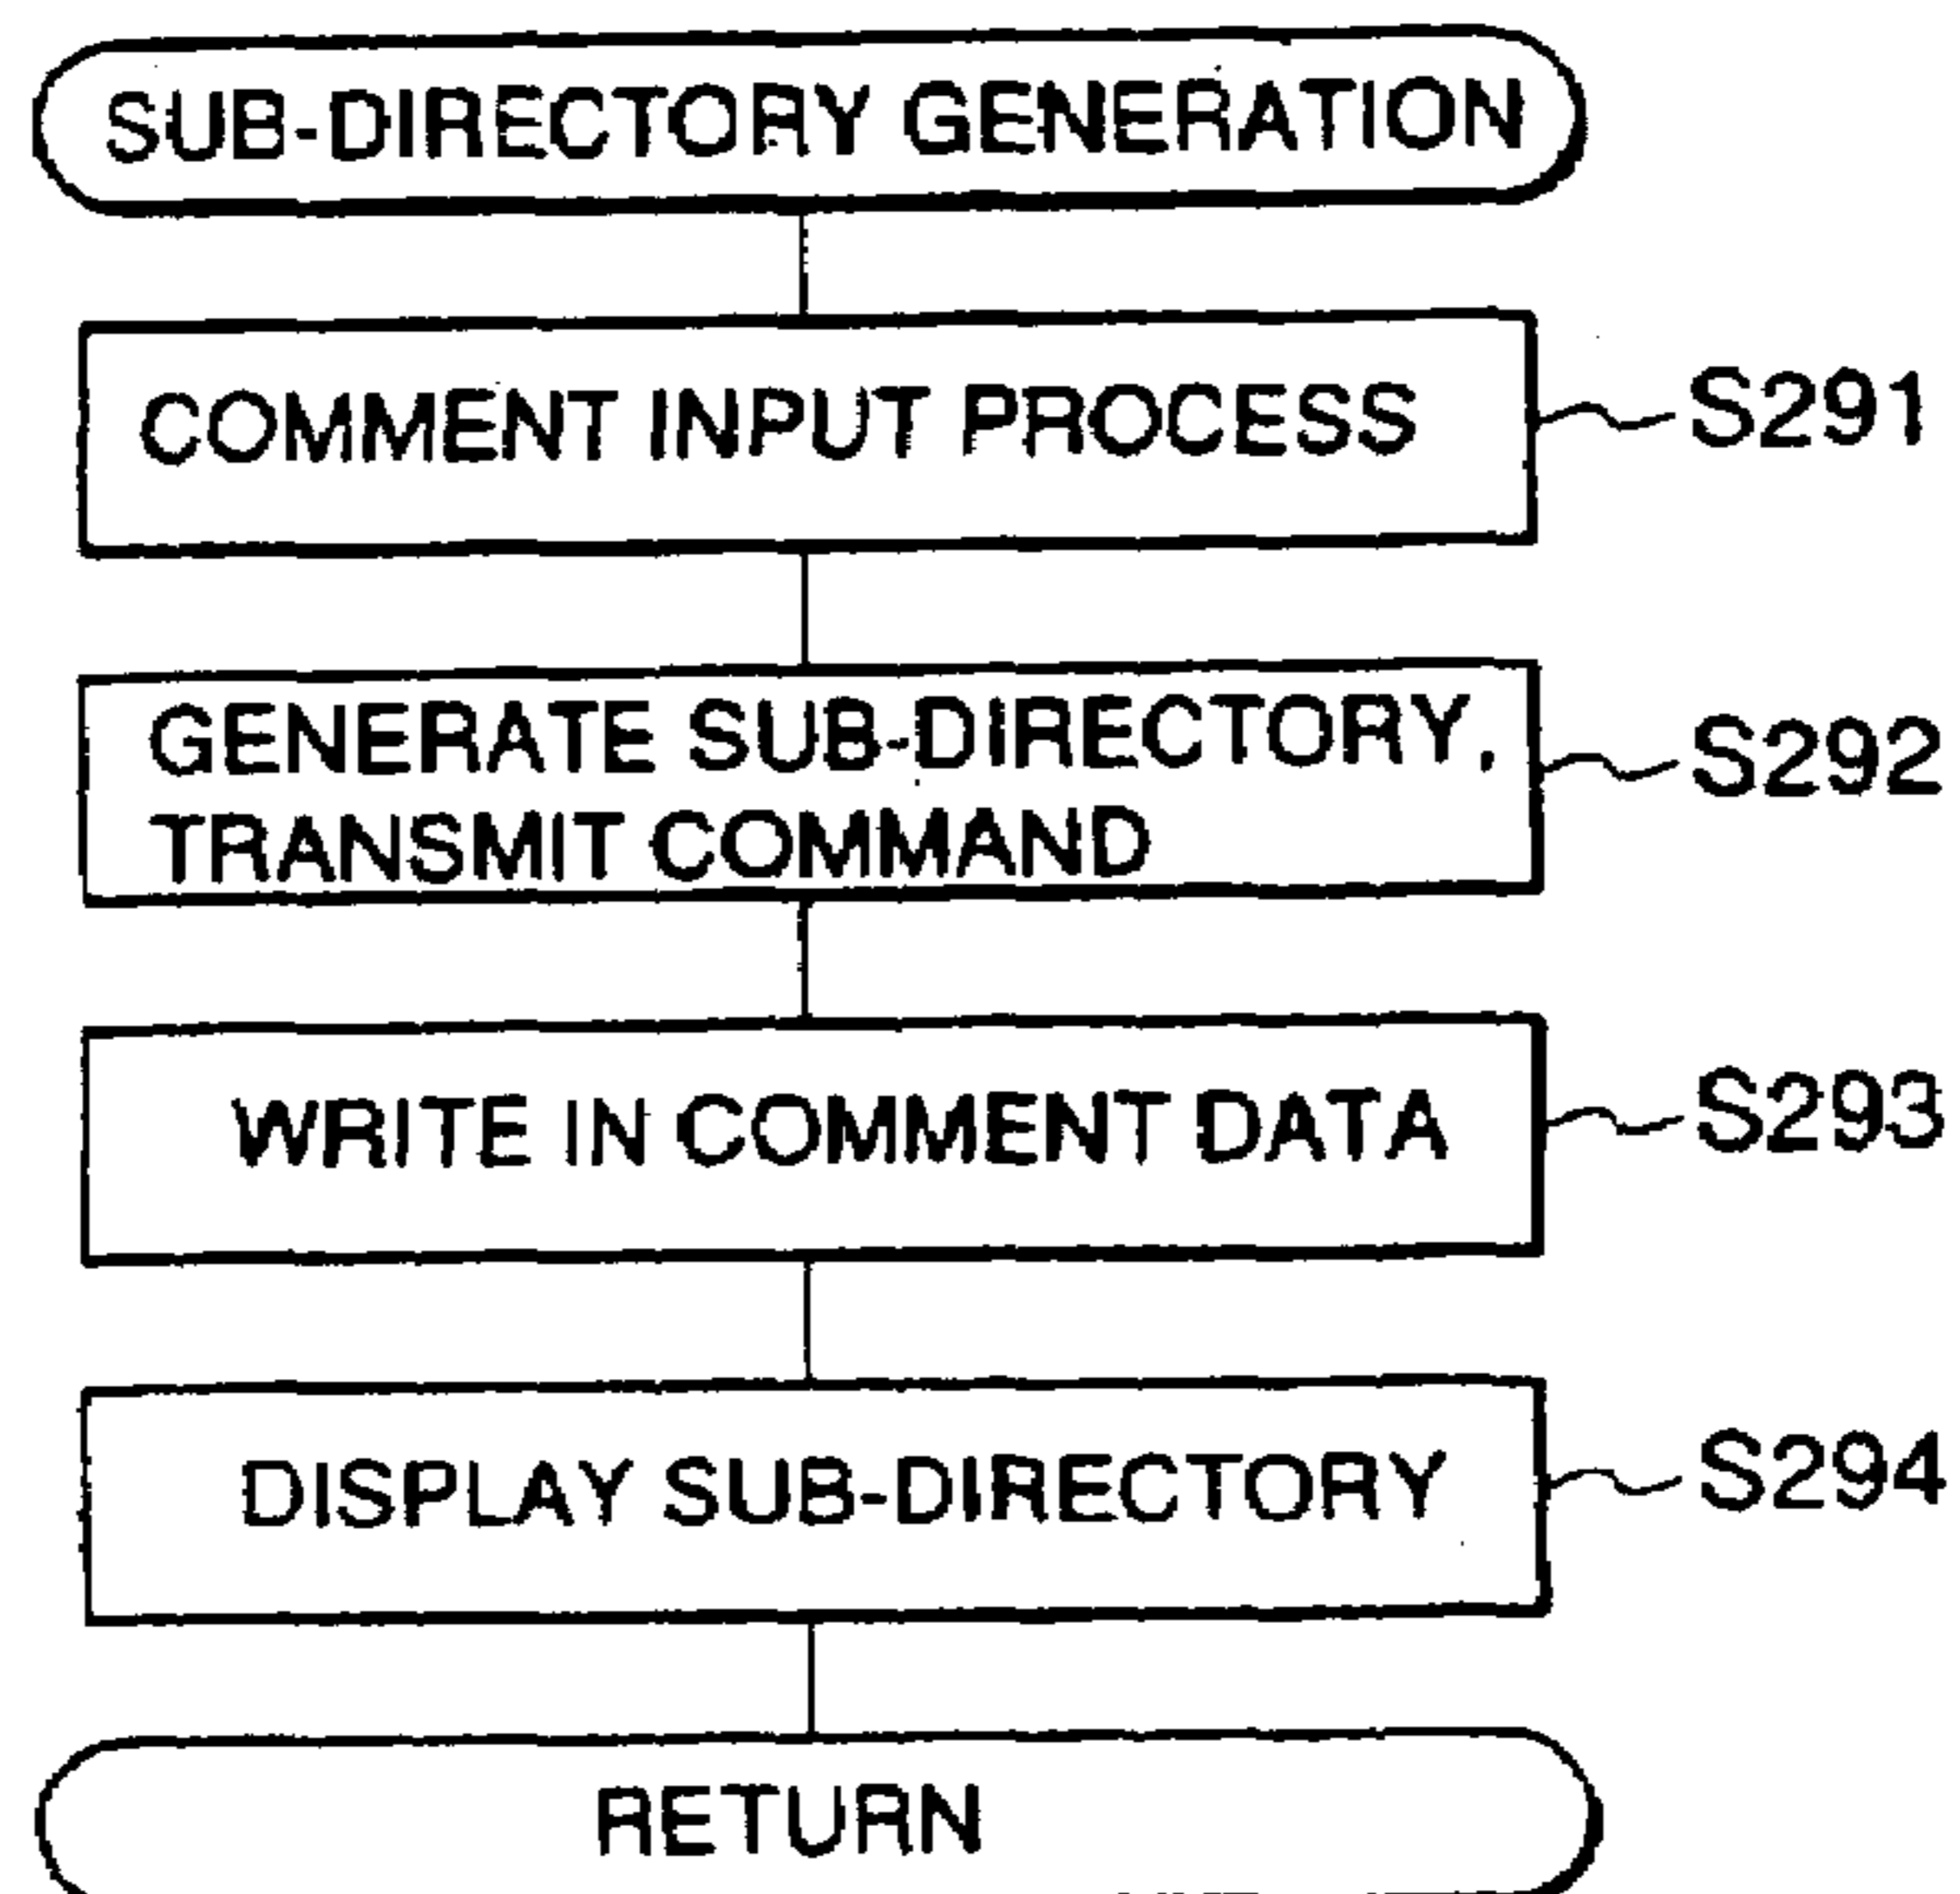 SUB-DIRECTORY GENERATION
COMMENT INPUT PROCESS
S291
GENERATE SUB-DIRECTORY,
TRANSMIT COMMAND
S292
WRITE IN COMMENT DATA
S293
DISPLAY SUB-DIRECTORY
S294
RETURN